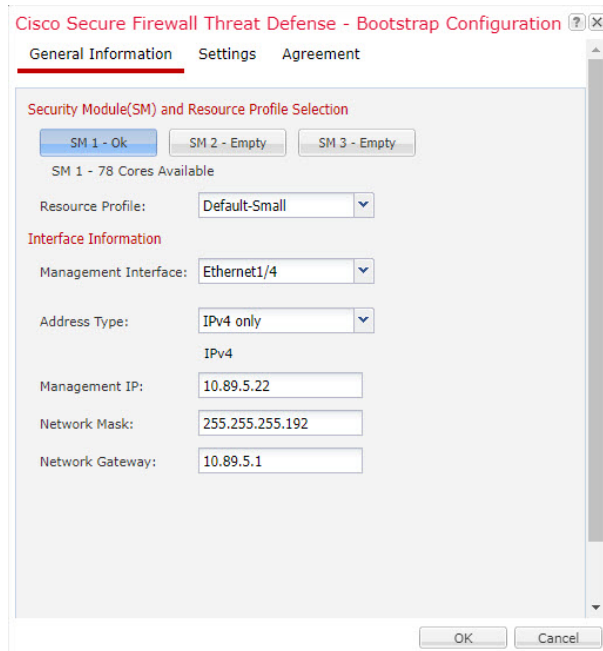 Cisco Secure Firewall Threat Defense - Bootstrap Configuration ?
General Information Settings Agreement
Security Module(SM) and Resource Profile Selection
SM 1 - Ok SM 2 - Empty SM 3 - Empty
SM 1 - 78 Cores Available
Resource Profile: Default-Small
Interface Information
Management Interface: Ethernet1/4
Address Type: IPv4 only
IPv4
Management IP: 10.89.5.22
Network Mask: 255.255.255.192
Network Gateway: 10.89.5.1
OK Cancel